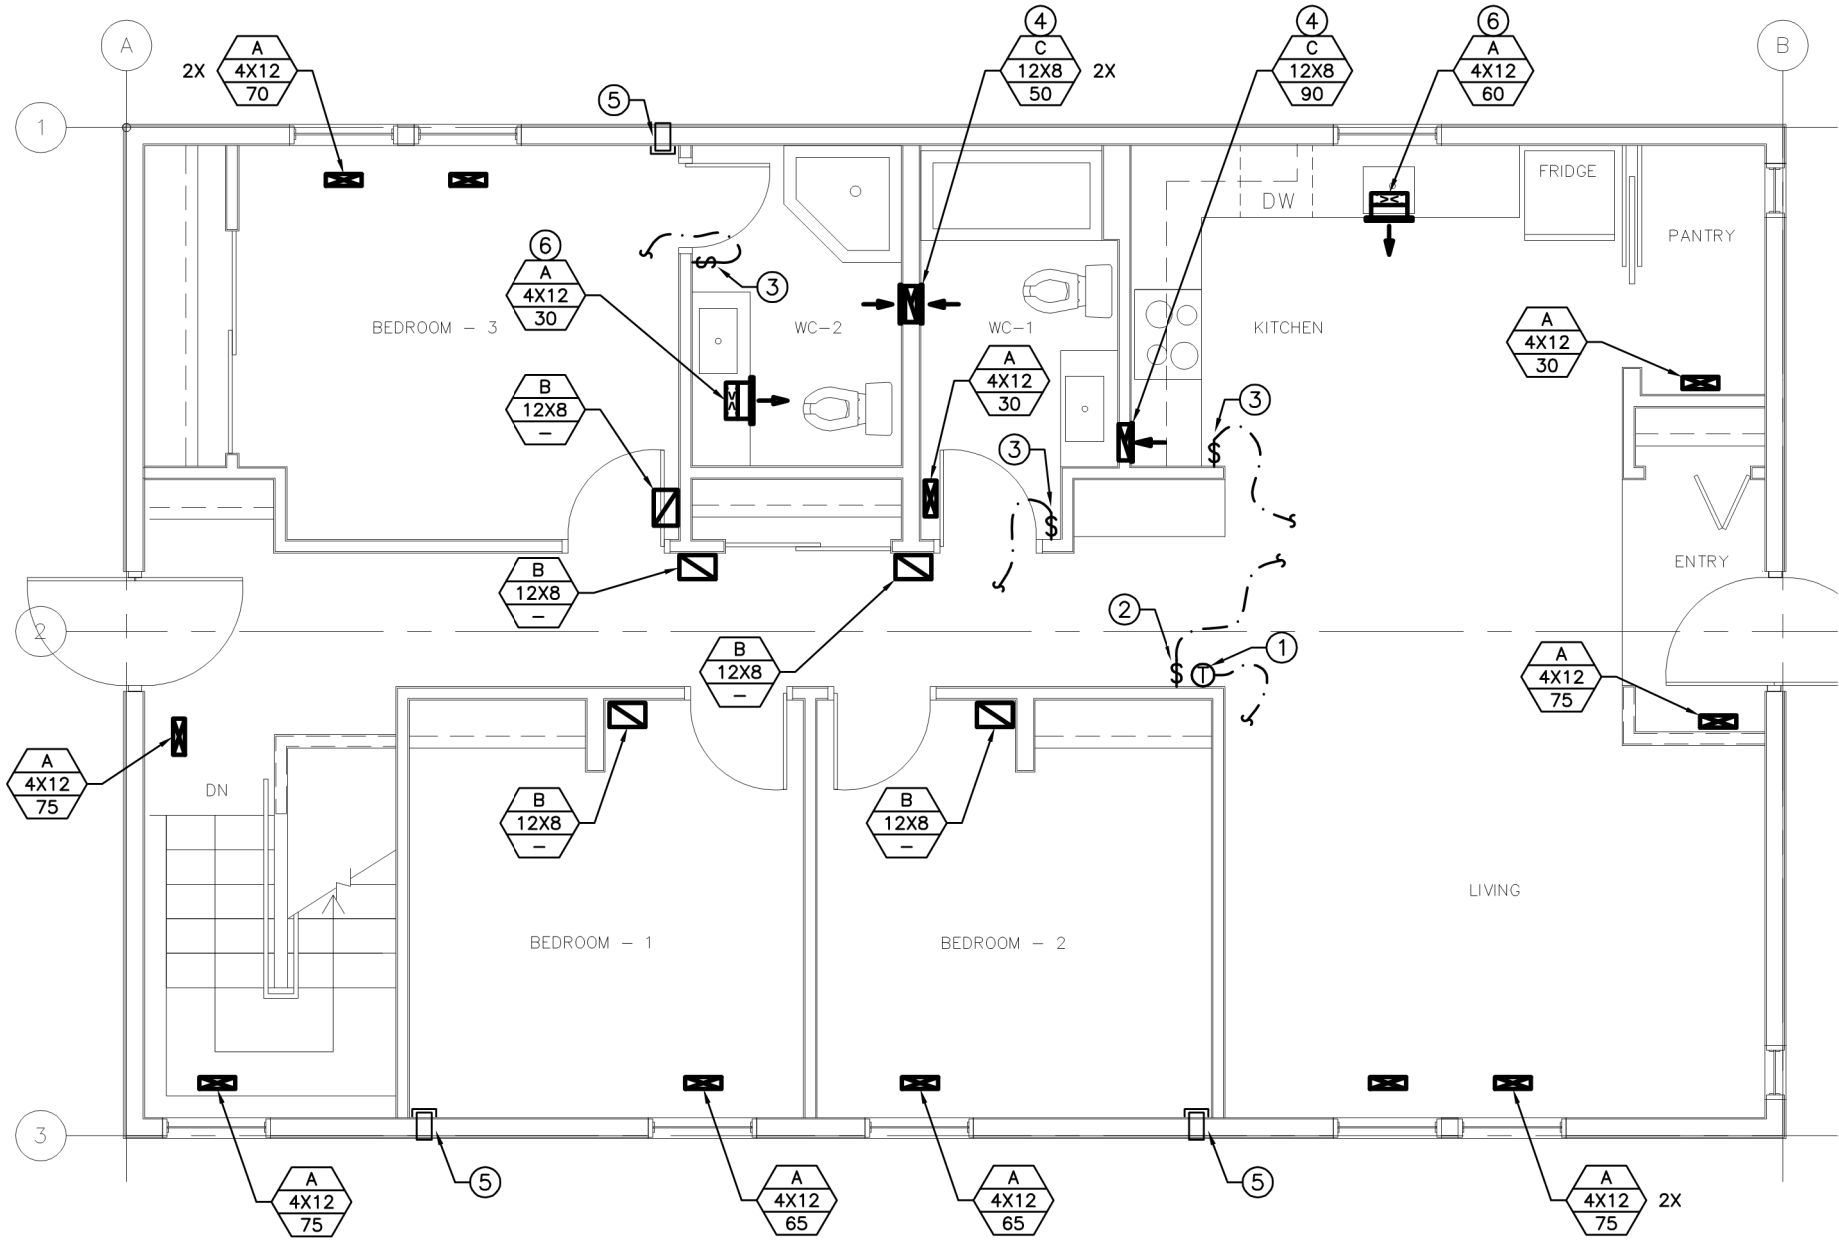 A
B
1
2
3
2X
A
4X12
70
5
4
C
12X8
50
2X
4
C
12X8
90
6
A
4X12
60
FRIDGE
DW
PANTRY
6
A
4X12
30
S
3
BEDROOM – 3
WC–2
WC–1
KITCHEN
A
4X12
30
B
12X8
–
A
4X12
30
3
S
3
S
B
12X8
–
ENTRY
B
12X8
–
2
S
T
1
A
4X12
75
A
4X12
75
DN
B
12X8
–
B
12X8
–
LIVING
BEDROOM – 1
BEDROOM – 2
A
4X12
75
5
A
4X12
65
A
4X12
65
5
A
4X12
75
2X